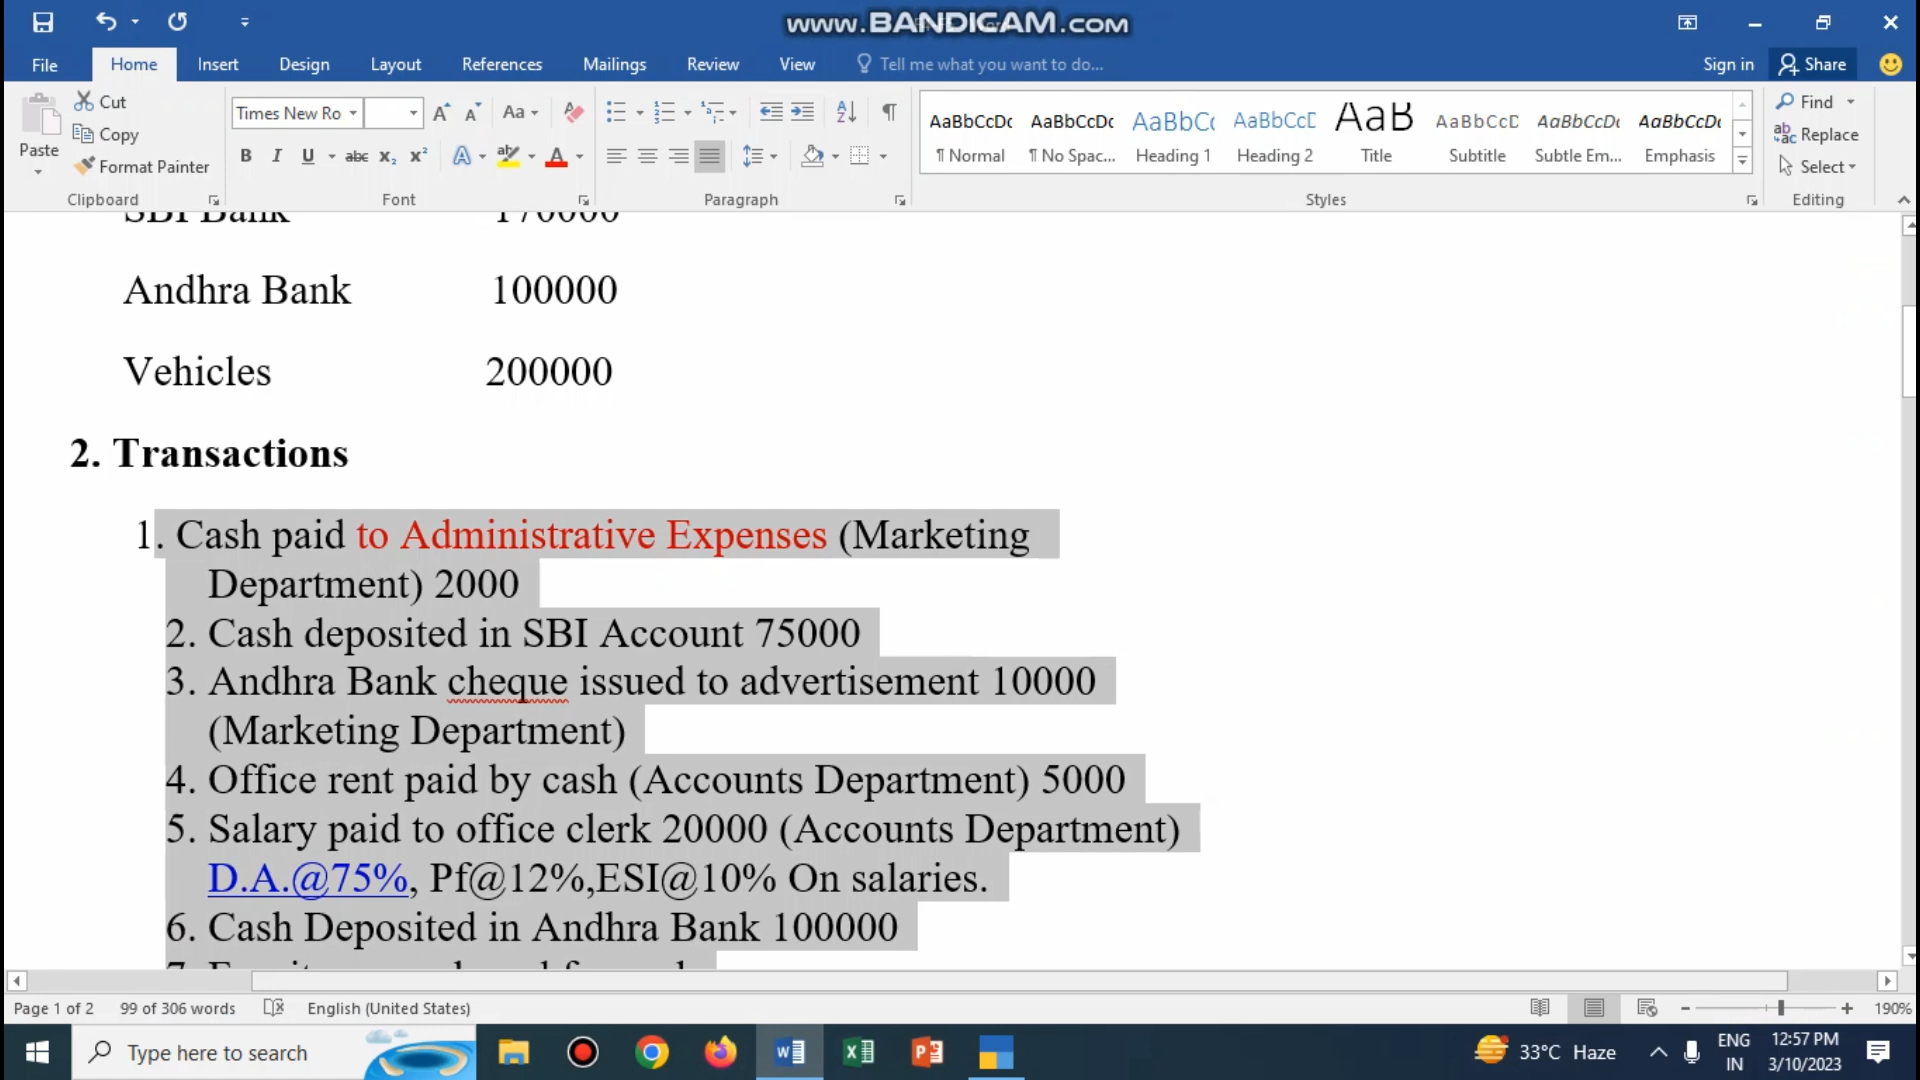 www.BANDICAM.com
File Home Insert Design Layout References Mailings Review View Tell me what you want to do... Sign in Share
Cut
Copy
Format Painter
Paste
Clipboard
Times New Ro
Font
Paragraph
AaBbCcDc AaBbCcDc AaBbC AaBbCcE AaB AaBbCcD AaBbCcDc AaBbCcDc
¶ Normal ¶ No Spac... Heading 1 Heading 2 Title Subtitle Subtle Em... Emphasis
Styles
Find
Replace
Select
Editing
SBI Bank 170000
Andhra Bank 100000
Vehicles 200000
2. Transactions
1. Cash paid to Administrative Expenses (Marketing
Department) 2000
2. Cash deposited in SBI Account 75000
3. Andhra Bank cheque issued to advertisement 10000
(Marketing Department)
4. Office rent paid by cash (Accounts Department) 5000
5. Salary paid to office clerk 20000 (Accounts Department)
D.A.@75%, Pf@12%,ESI@10% On salaries.
6. Cash Deposited in Andhra Bank 100000
Page 1 of 2 99 of 306 words English (United States) 190%
Type here to search
33°C Haze
ENG
IN
12:57 PM
3/10/2023